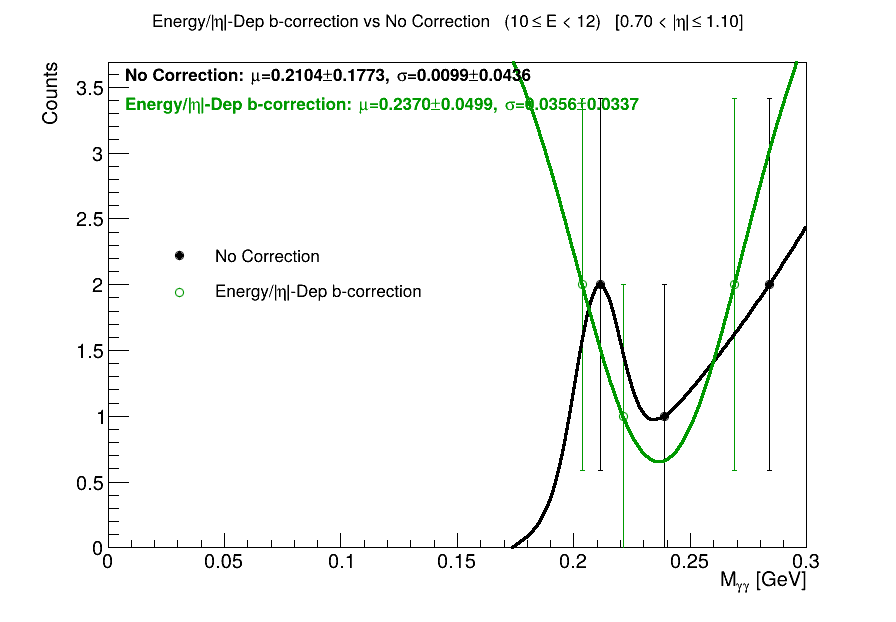 Energy/|η|-Dep b-correction vs No Correction (10 ≤ E < 12) [0.70 < |η| ≤ 1.10]
Counts
No Correction: μ=0.2104±0.1773, σ=0.0099±0.0436
Energy/|η|-Dep b-correction: μ=0.2370±0.0499, σ=0.0356±0.0337
No Correction
Energy/|η|-Dep b-correction
3.5
3
2.5
2
1.5
1
0.5
0
0 0.05 0.1 0.15 0.2 0.25 0.3
Mγγ [GeV]